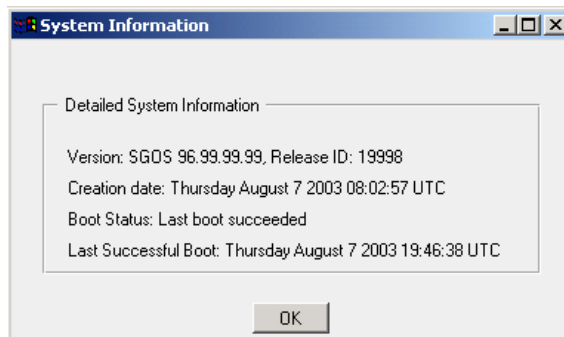 System Information
Detailed System Information
Version: SGOS 96.99.99.99, Release ID: 19998
Creation date: Thursday August 7 2003 08:02:57 UTC
Boot Status: Last boot succeeded
Last Successful Boot: Thursday August 7 2003 19:46:38 UTC
OK